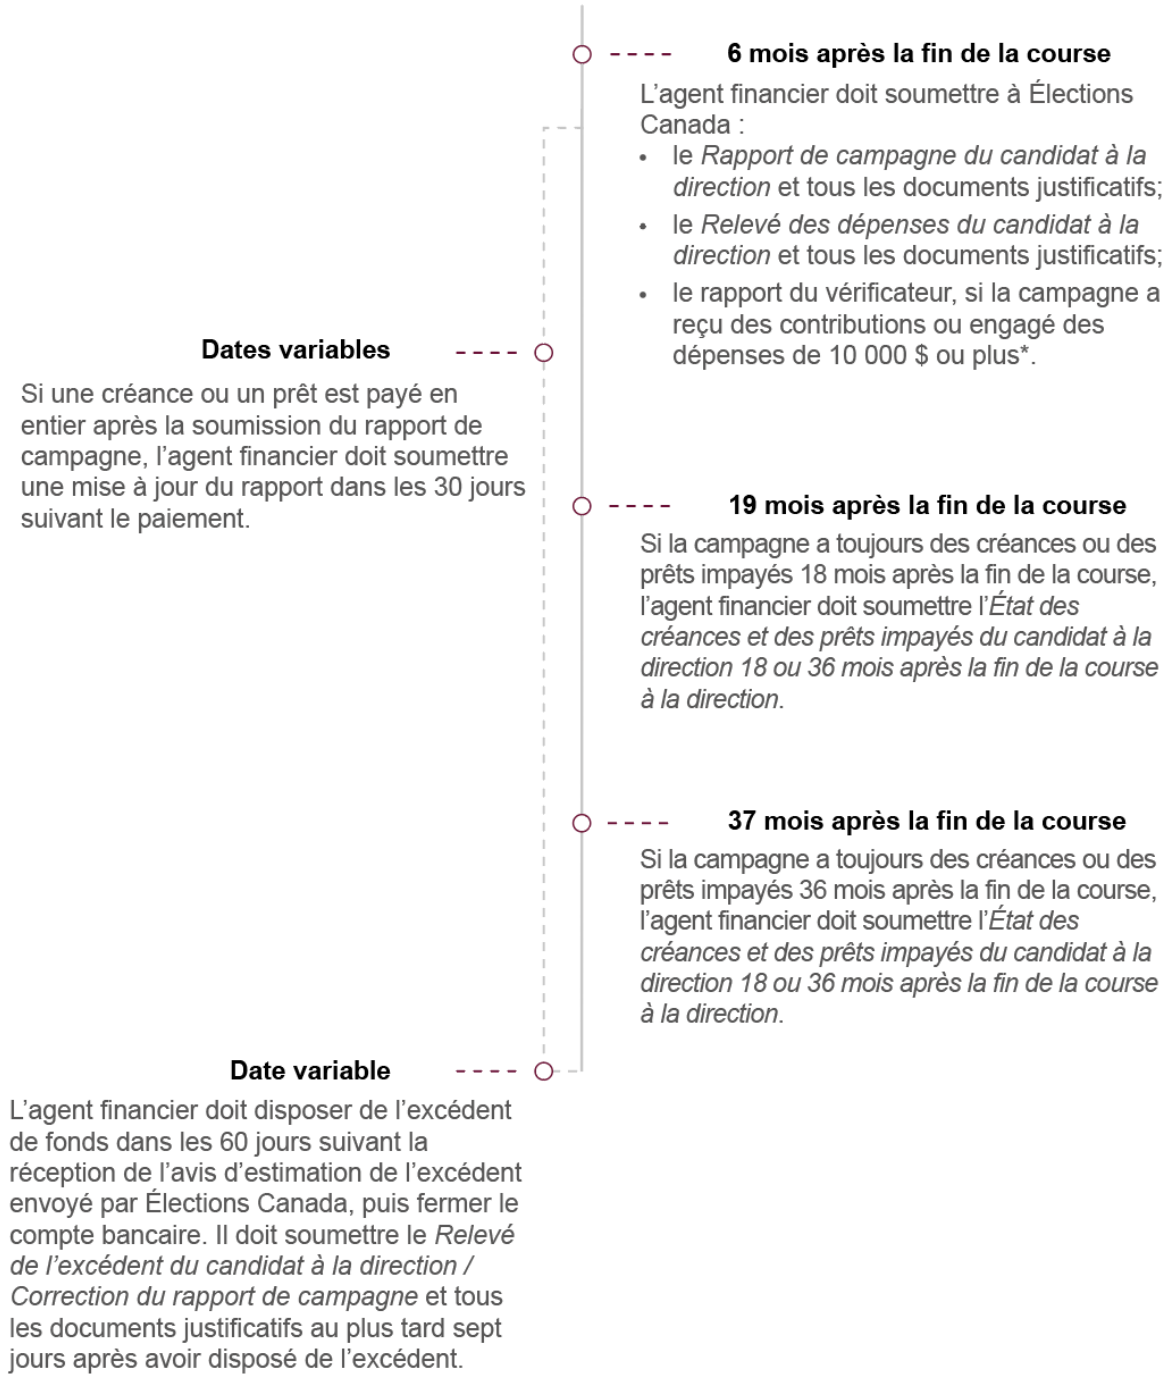 6 mois après la fin de la course
L’agent financier doit soumettre à Élections
Canada :
• le Rapport de campagne du candidat à la
direction et tous les documents justificatifs;
• le Relevé des dépenses du candidat à la
direction et tous les documents justificatifs;
• le rapport du vérificateur, si la campagne a
reçu des contributions ou engagé des
dépenses de 10 000 $ ou plus*.
Dates variables
Si une créance ou un prêt est payé en
entier après la soumission du rapport de
campagne, l’agent financier doit soumettre
une mise à jour du rapport dans les 30 jours
suivant le paiement.
19 mois après la fin de la course
Si la campagne a toujours des créances ou des
prêts impayés 18 mois après la fin de la course,
l’agent financier doit soumettre l’État des
créances et des prêts impayés du candidat à la
direction 18 ou 36 mois après la fin de la course
à la direction.
37 mois après la fin de la course
Si la campagne a toujours des créances ou des
prêts impayés 36 mois après la fin de la course,
l’agent financier doit soumettre l’État des
créances et des prêts impayés du candidat à la
direction 18 ou 36 mois après la fin de la course
à la direction.
Date variable
L’agent financier doit disposer de l’excédent
de fonds dans les 60 jours suivant la
réception de l’avis d’estimation de l’excédent
envoyé par Élections Canada, puis fermer le
compte bancaire. Il doit soumettre le Relevé
de l’excédent du candidat à la direction /
Correction du rapport de campagne et tous
les documents justificatifs au plus tard sept
jours après avoir disposé de l’excédent.